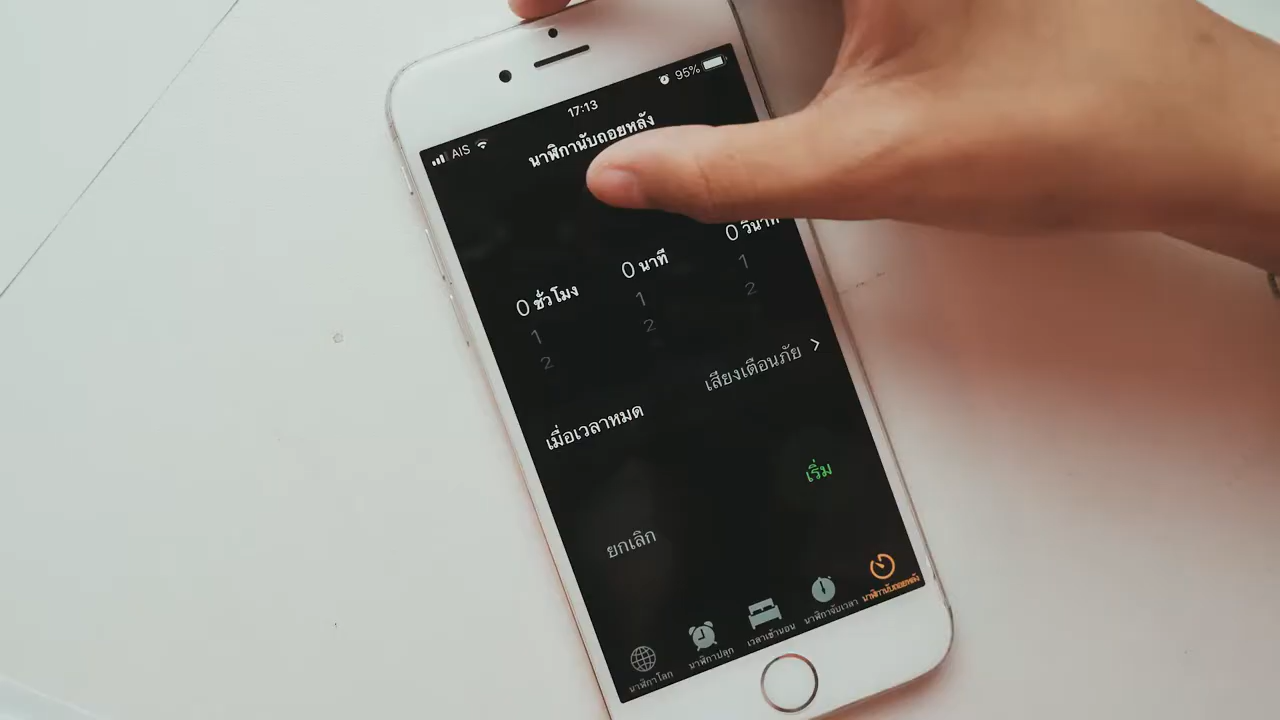 AIS 17:13 95%
นาฬิกานับถอยหลัง
0 ชั่วโมง 0 นาที 0 วินาที
1 1 1
2 2 2
เมื่อเวลาหมด เสียงเตือนภัย
ยกเลิก เริ่ม
นาฬิกาโลก นาฬิกาปลุก เวลาเข้านอน นาฬิกาจับเวลา นาฬิกานับถอยหลัง